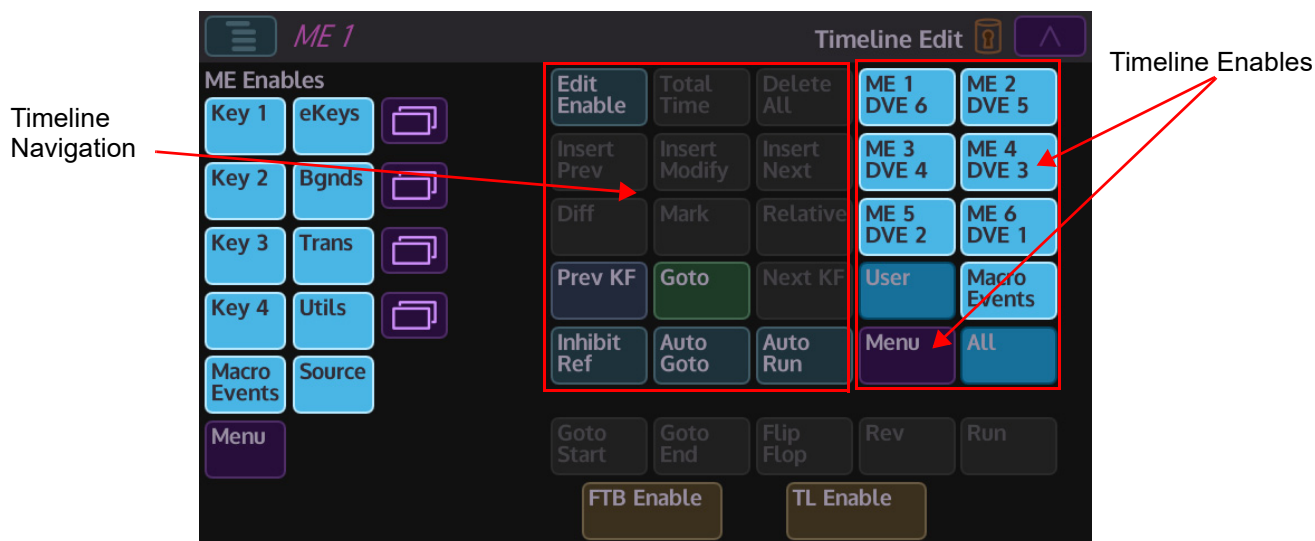 ME 1
Timeline Edit
Timeline Enables
Timeline
Navigation
ME Enables
Key 1
eKeys
Key 2
Bgnds
Key 3
Trans
Key 4
Utils
Macro
Events
Source
Menu
Edit
Enable
Total
Time
Delete
All
Insert
Prev
Insert
Modify
Insert
Next
Diff
Mark
Relative
Prev KF
Goto
Next KF
Inhibit
Ref
Auto
Goto
Auto
Run
ME 1
DVE 6
ME 2
DVE 5
ME 3
DVE 4
ME 4
DVE 3
ME 5
DVE 2
ME 6
DVE 1
User
Macro
Events
Menu
All
Goto
Start
Goto
End
Flip
Flop
Rev
Run
FTB Enable
TL Enable